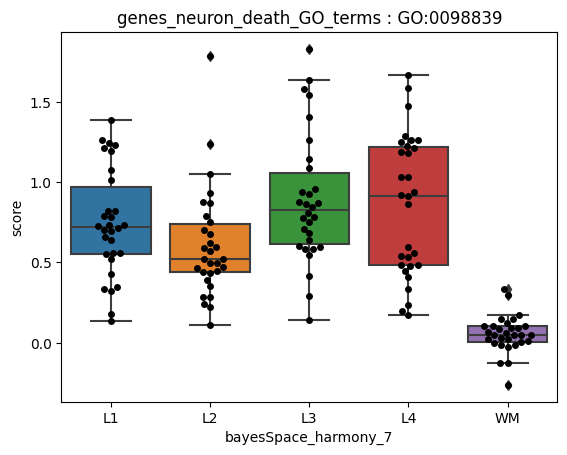 genes_neuron_death_GO_terms : GO:0098839
score
1.5
1.0
0.5
0.0
L1 L2 L3 L4 WM
bayesSpace_harmony_7